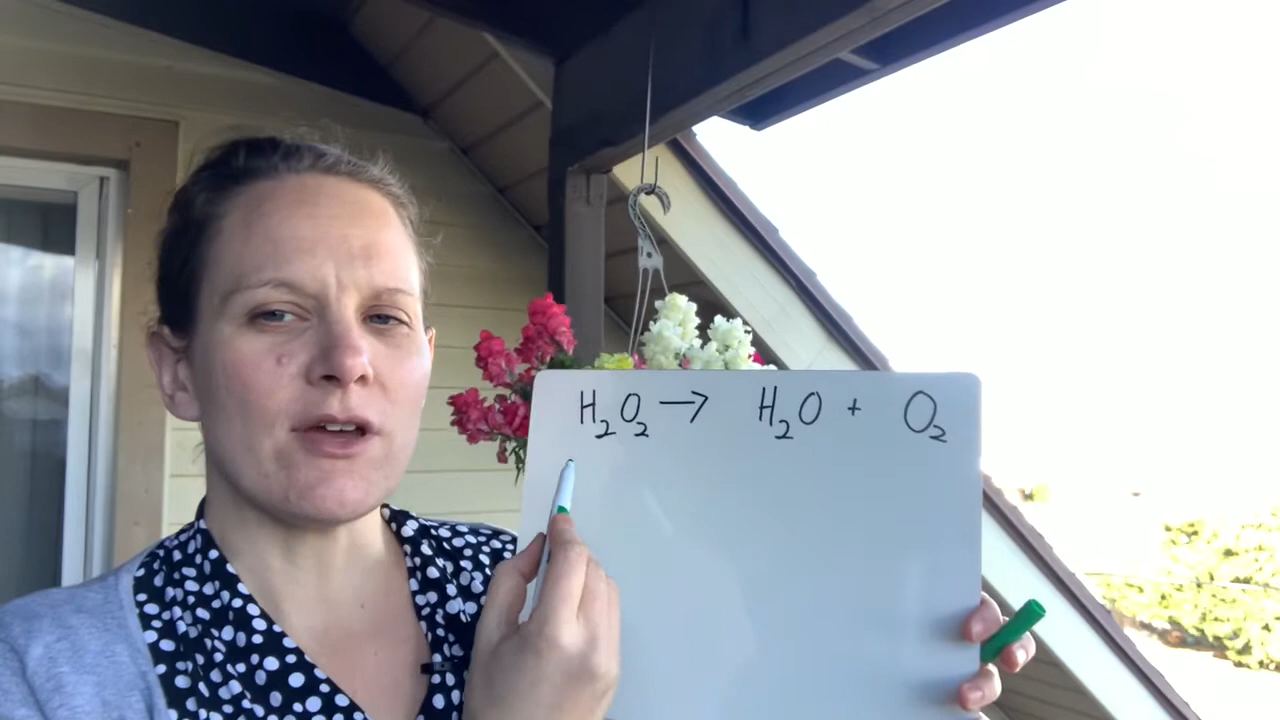 H₂O₂ → H₂O + O₂